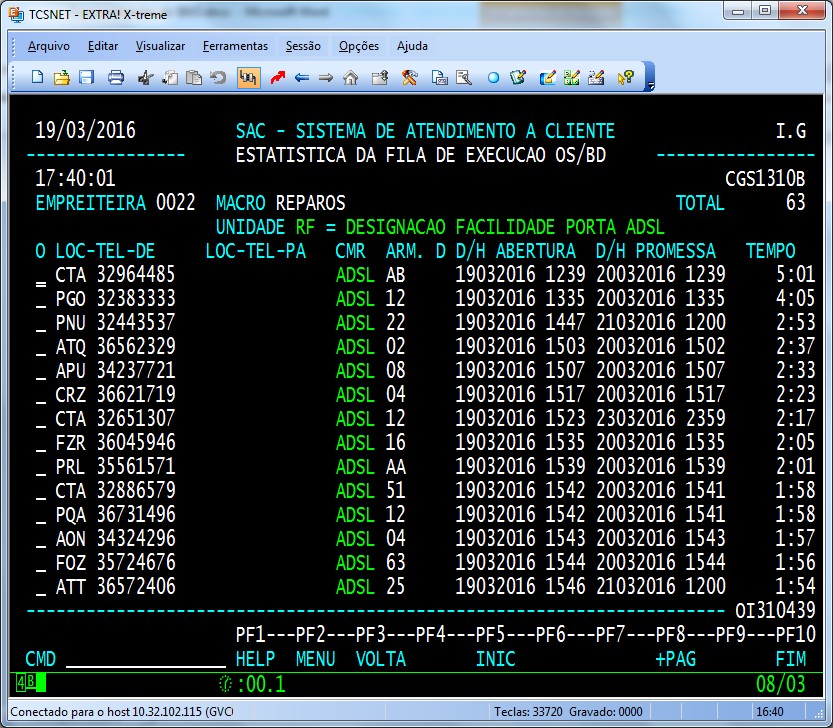 TCSNET - EXTRA! X-treme
Arquivo Editar Visualizar Ferramentas Sessão Opções Ajuda
19/03/2016 SAC - SISTEMA DE ATENDIMENTO A CLIENTE I.G
---------------- ESTATISTICA DA FILA DE EXECUCAO OS/BD ----------------
17:40:01 CGS1310B
EMPREITEIRA 0022 MACRO REPAROS TOTAL 63
UNIDADE RF = DESIGNACAO FACILIDADE PORTA ADSL
O LOC-TEL-DE LOC-TEL-PA CMR ARM. D D/H ABERTURA D/H PROMESSA TEMPO
_ CTA 32964485 ADSL AB 19032016 1239 20032016 1239 5:01
_ PGO 32383333 ADSL 12 19032016 1335 20032016 1335 4:05
_ PNU 32443537 ADSL 22 19032016 1447 21032016 1200 2:53
_ ATQ 36562329 ADSL 02 19032016 1503 20032016 1502 2:37
_ APU 34237721 ADSL 08 19032016 1507 20032016 1507 2:33
_ CRZ 36621719 ADSL 04 19032016 1517 20032016 1517 2:23
_ CTA 32651307 ADSL 12 19032016 1523 23032016 2359 2:17
_ FZR 36045946 ADSL 16 19032016 1535 20032016 1535 2:05
_ PRL 35561571 ADSL AA 19032016 1539 20032016 1539 2:01
_ CTA 32886579 ADSL 51 19032016 1542 20032016 1541 1:58
_ PQA 36731496 ADSL 12 19032016 1542 20032016 1541 1:58
_ AON 34324296 ADSL 04 19032016 1543 20032016 1543 1:57
_ FOZ 35724676 ADSL 63 19032016 1544 20032016 1544 1:56
_ ATT 36572406 ADSL 25 19032016 1546 21032016 1200 1:54
---------------------------------------------------------------------- OI310439
PF1---PF2---PF3---PF4---PF5---PF6---PF7---PF8---PF9---PF10
CMD ________________ HELP MENU VOLTA INIC +PAG FIM
4B :00.1 08/03
Conectado para o host 10.32.102.115 (GVC Teclas: 33720 Gravado: 0000 16:40